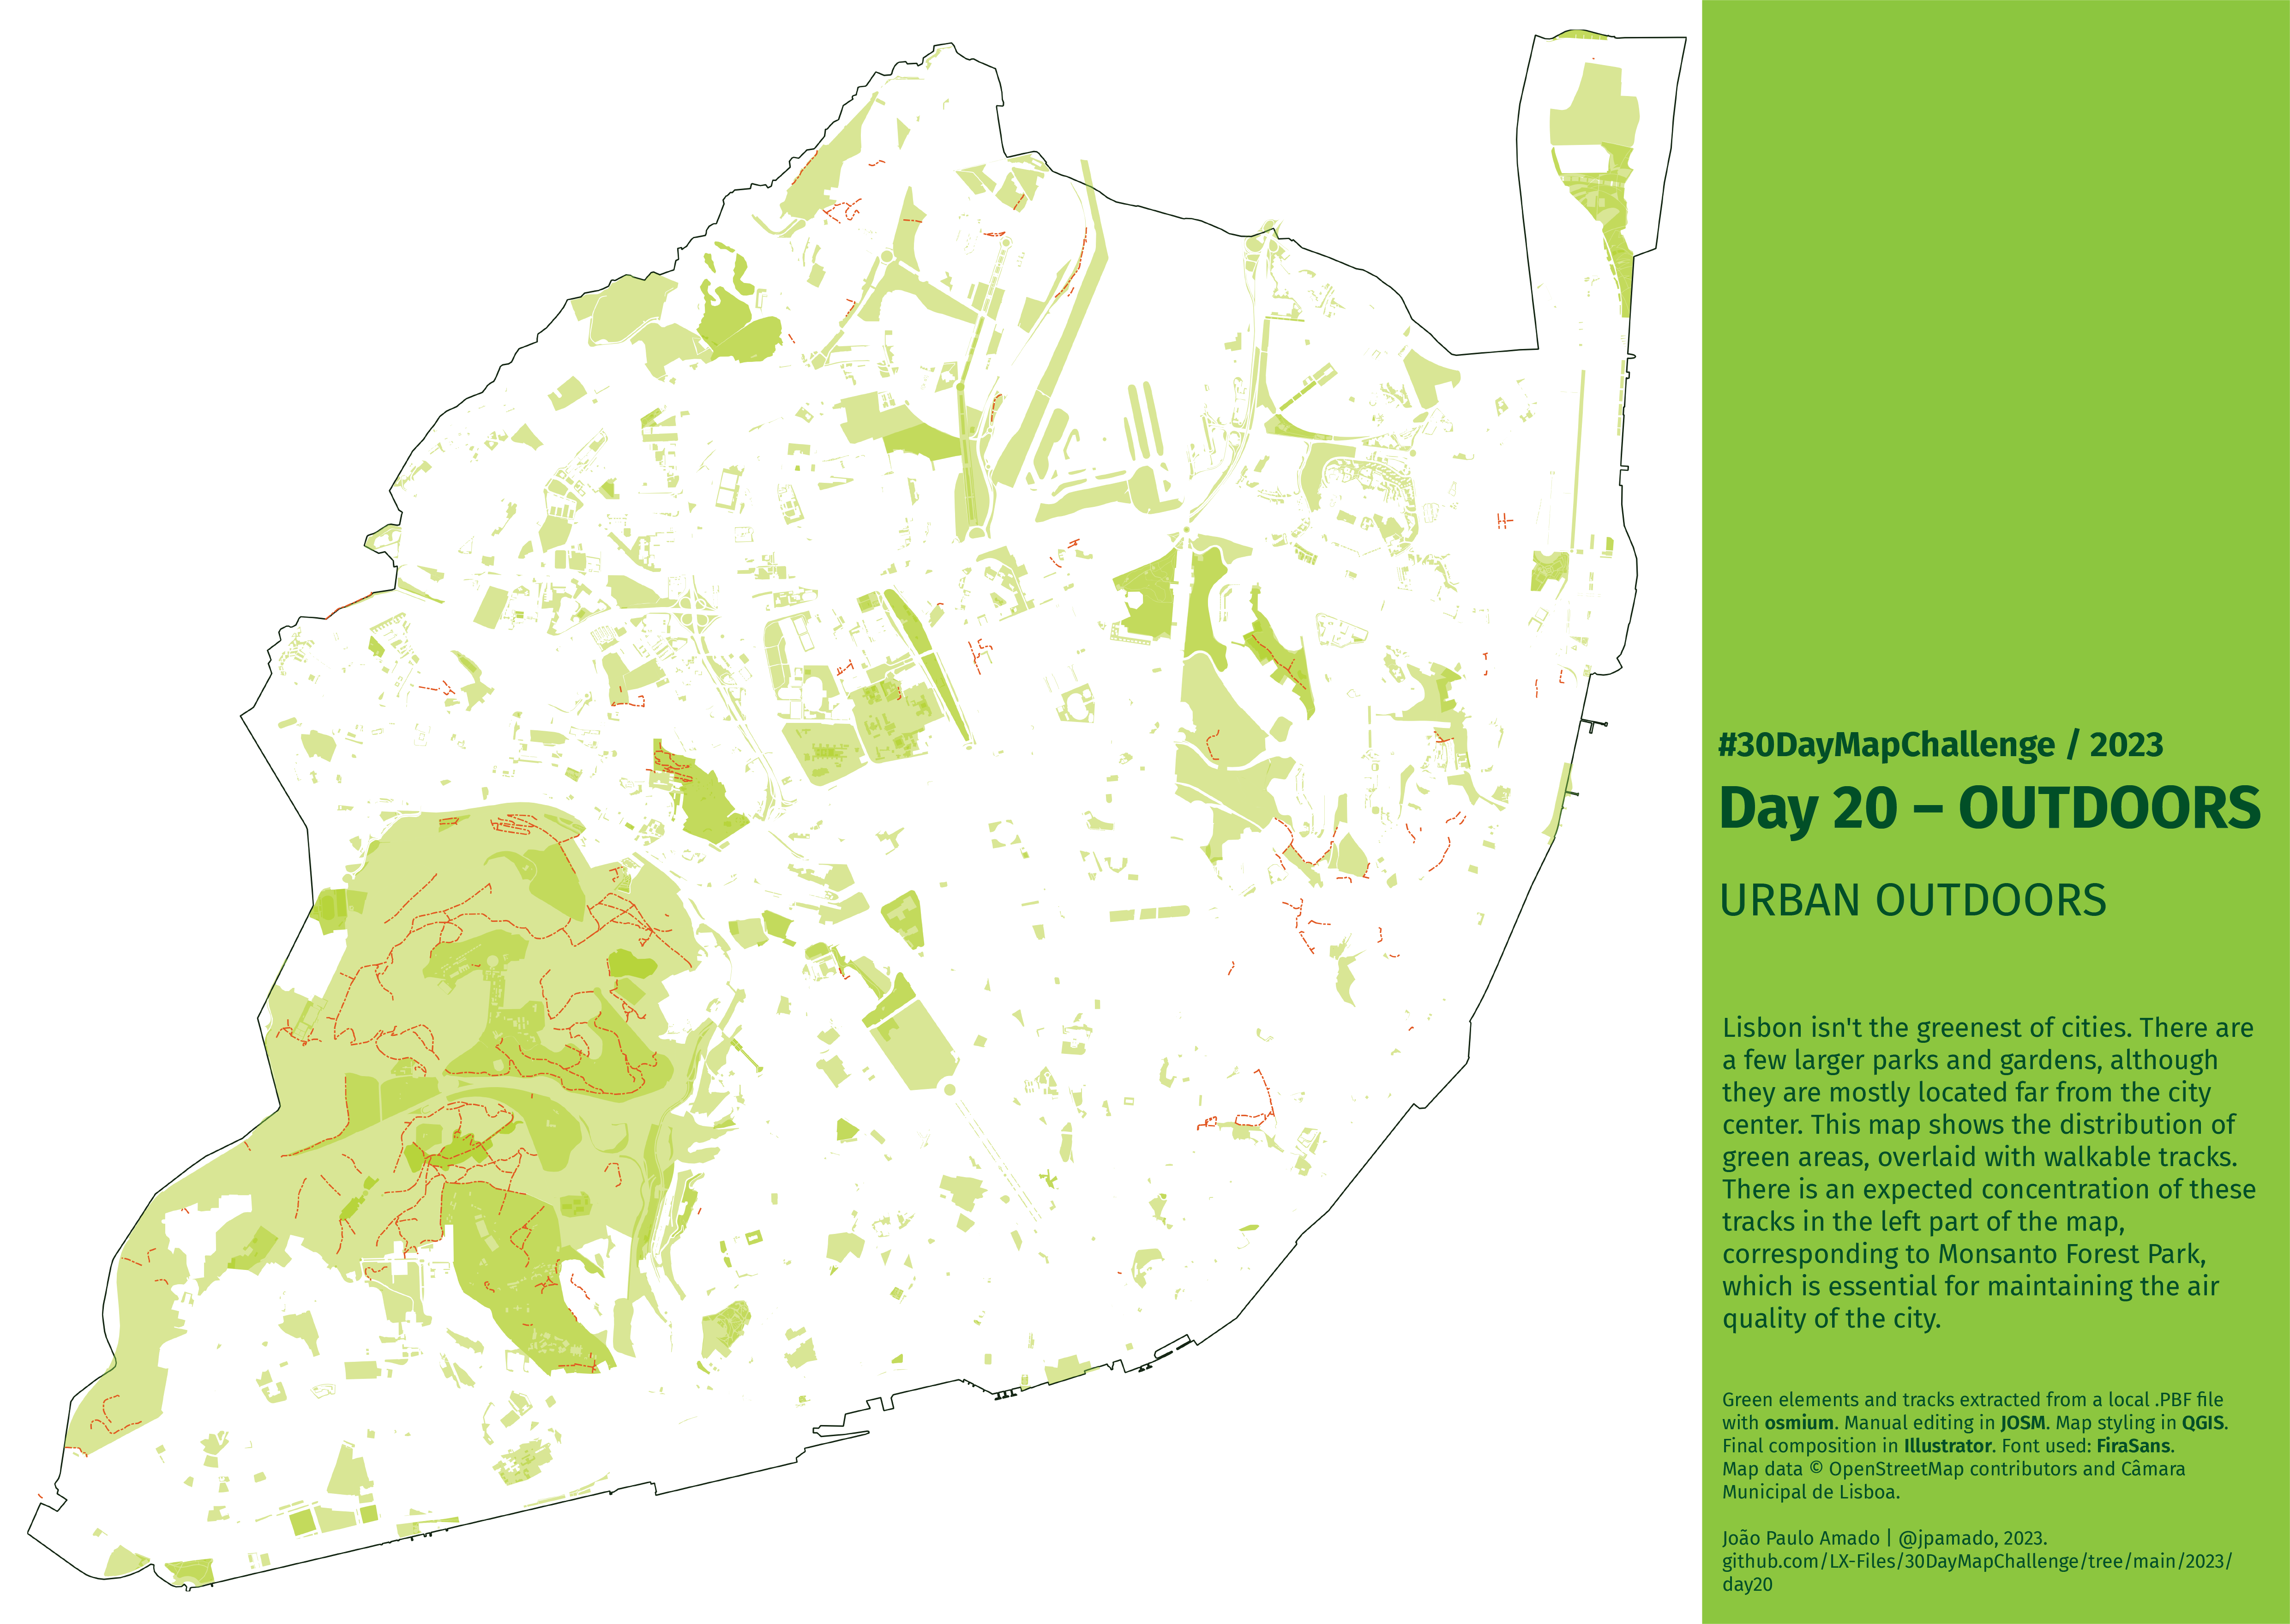 #30DayMapChallenge / 2023
Day 20 – OUTDOORS
URBAN OUTDOORS
Lisbon isn't the greenest of cities. There are
a few larger parks and gardens, although
they are mostly located far from the city
center. This map shows the distribution of
green areas, overlaid with walkable tracks.
There is an expected concentration of these
tracks in the left part of the map,
corresponding to Monsanto Forest Park,
which is essential for maintaining the air
quality of the city.
Green elements and tracks extracted from a local .PBF file
with osmium. Manual editing in JOSM. Map styling in QGIS.
Final composition in Illustrator. Font used: FiraSans.
Map data © OpenStreetMap contributors and Câmara
Municipal de Lisboa.
João Paulo Amado | @jpamado, 2023.
github.com/LX-Files/30DayMapChallenge/tree/main/2023/
day20